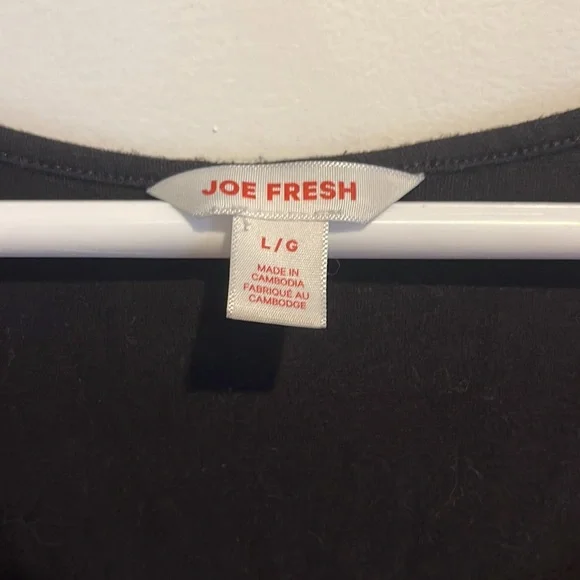 JOE FRESH
L/G
MADE IN
CAMBODIA
FABRIQUÉ AU
CAMBODGE